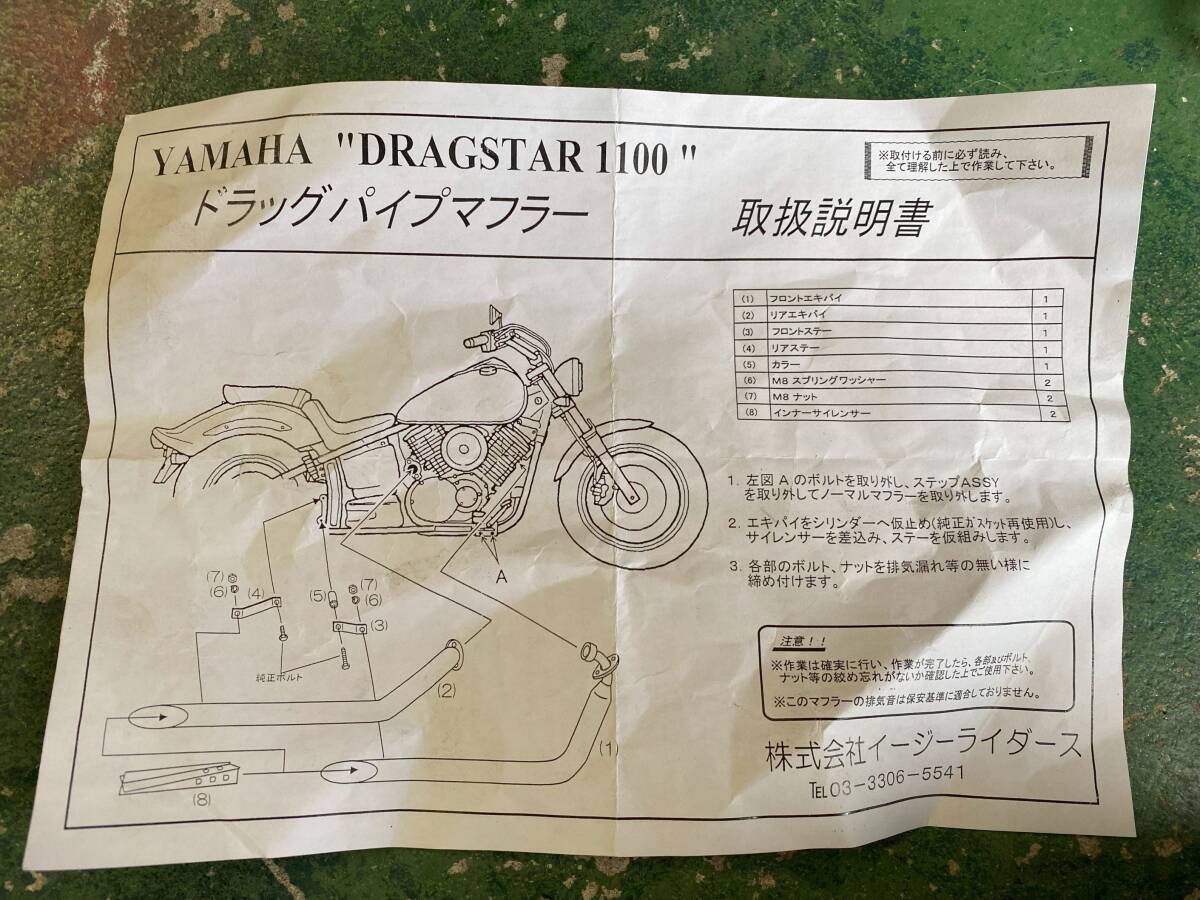 YAMAHA "DRAGSTAR 1100"
ドラッグパイプマフラー 取扱説明書
※取付ける前に必ず読み、
全て理解した上で作業して下さい。
(1) フロントエキパイ 1
(2) リアエキパイ 1
(3) フロントステー 1
(4) リアステー 1
(5) カラー 1
(6) M8 スプリングワッシャー 2
(7) M8 ナット 2
(8) インナーサイレンサー 2
1. 左図 A のボルトを取り外し、ステップASSY
を取り外してノーマルマフラーを取り外します。
2. エキパイをシリンダーへ仮止め(純正ガスケット再使用)し、
サイレンサーを差込み、ステーを仮組みします。
3. 各部のボルト、ナットを排気漏れ等の無い様に
締め付けます。
A
(7)
(6)
(4)
(5)
(7)
(6)
(3)
純正ボルト
(2)
(1)
(8)
注意!!
※作業は確実に行い、作業が完了したら、各部及びボルト、
ナット等の絞め忘れがないか確認した上でご使用下さい。
※このマフラーの排気音は保安基準に適合しておりません。
株式会社イージーライダース
TEL03-3306-5541